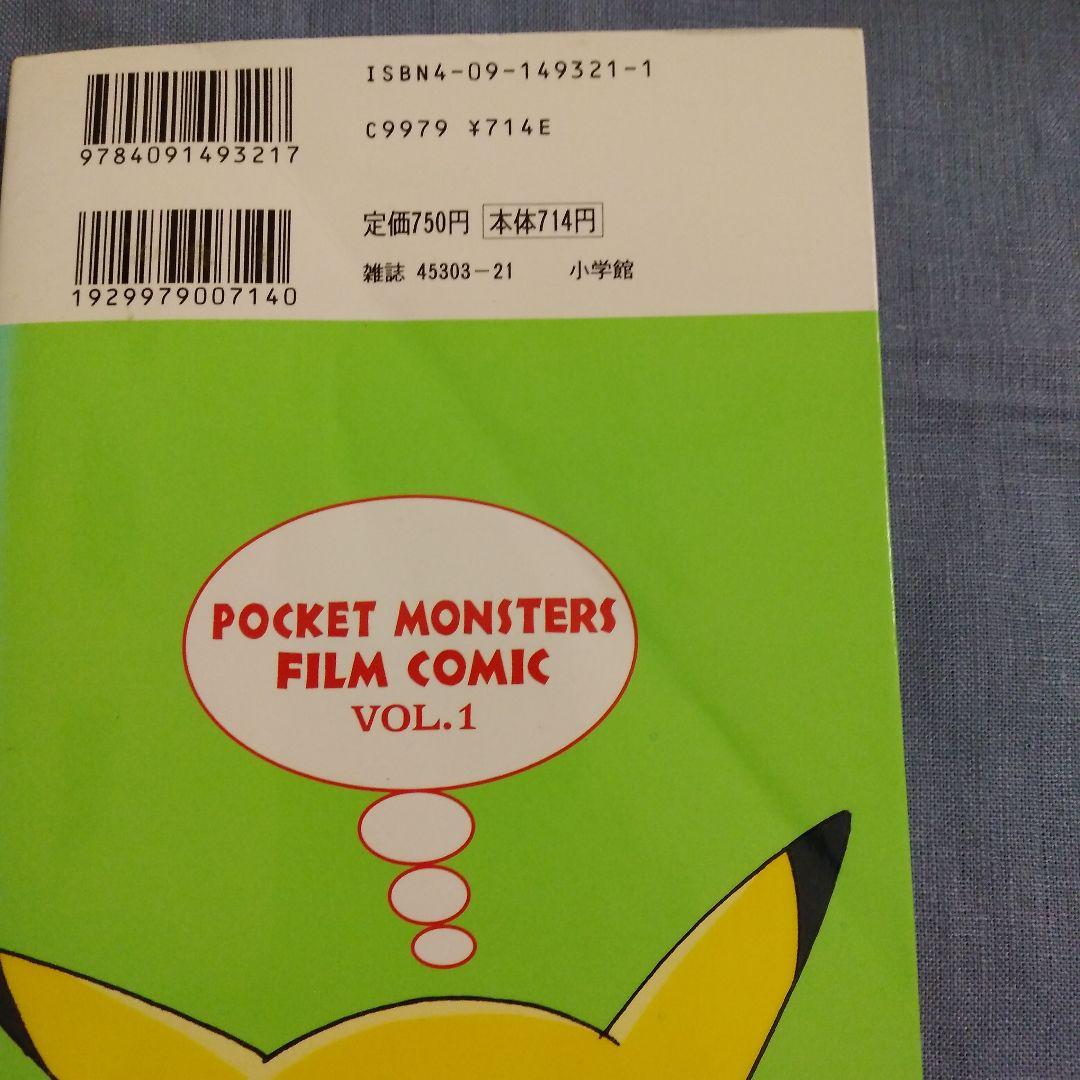 ISBN4-09-149321-1
9784091493217
C9979 ¥714E
定価750円 本体714円
1929979007140
雑誌 45303-21 小学館
POCKET MONSTERS
FILM COMIC
VOL.1